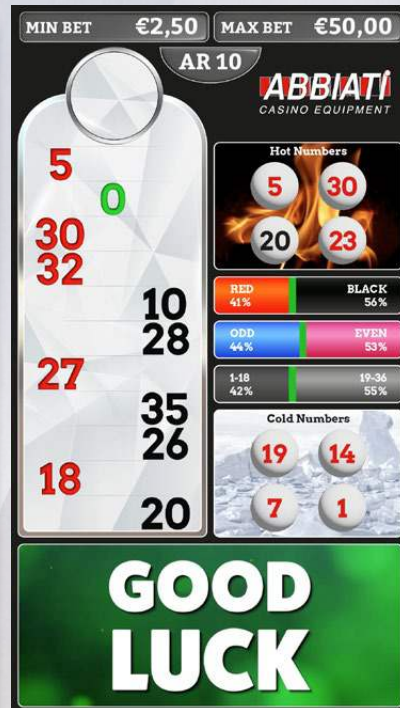 MIN BET €2,50 MAX BET €50,00
AR 10
ABBIATI
CASINO EQUIPMENT
5
0
30
32
10
28
27
35
26
18
20
Hot Numbers
5 30
20 23
RED BLACK
41% 56%
ODD EVEN
44% 53%
1-18 19-36
42% 55%
Cold Numbers
19 14
7 1
GOOD
LUCK